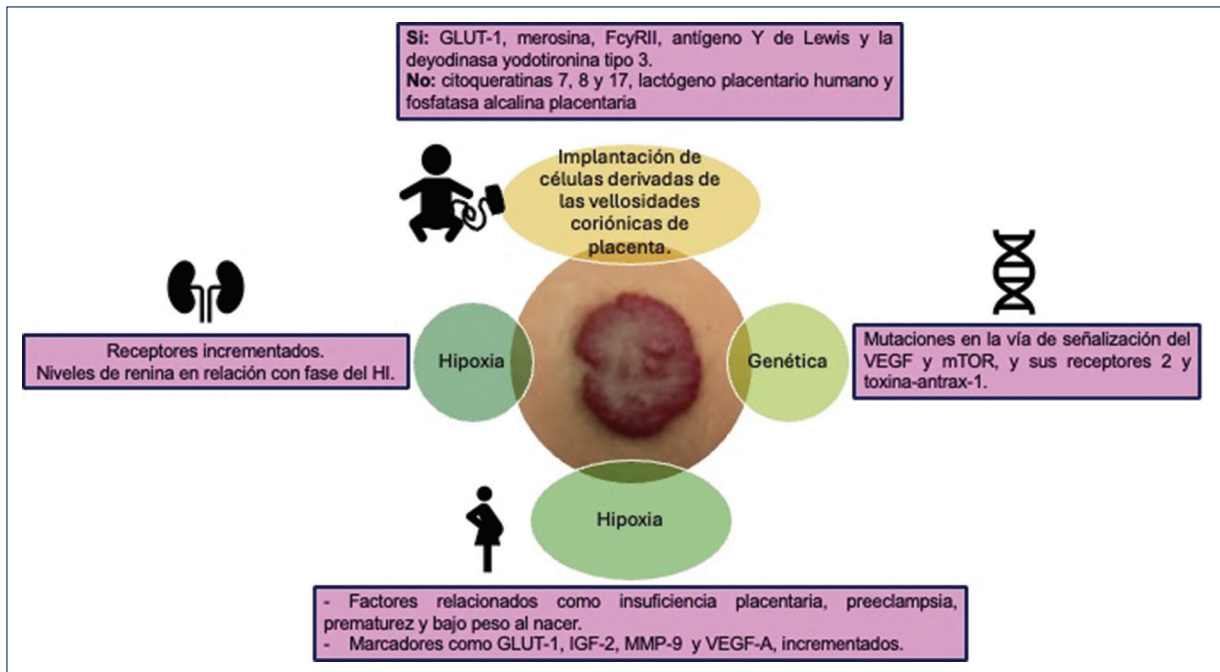 Si: GLUT-1, merosina, FcyRII, antígeno Y de Lewis y la
deyodinasa yodotironina tipo 3.
No: citoqueratinas 7, 8 y 17, lactógeno placentario humano y
fosfatasa alcalina placentaria
Implantación de
células derivadas de
las vellosidades
coriónicas de
placenta.
Receptores incrementados.
Niveles de renina en relación con fase del HI.
Hipoxia
Genética
Mutaciones en la vía de señalización del
VEGF y mTOR, y sus receptores 2 y
toxina-antrax-1.
Hipoxia
- Factores relacionados como insuficiencia placentaria, preeclampsia,
prematurez y bajo peso al nacer.
- Marcadores como GLUT-1, IGF-2, MMP-9 y VEGF-A, incrementados.